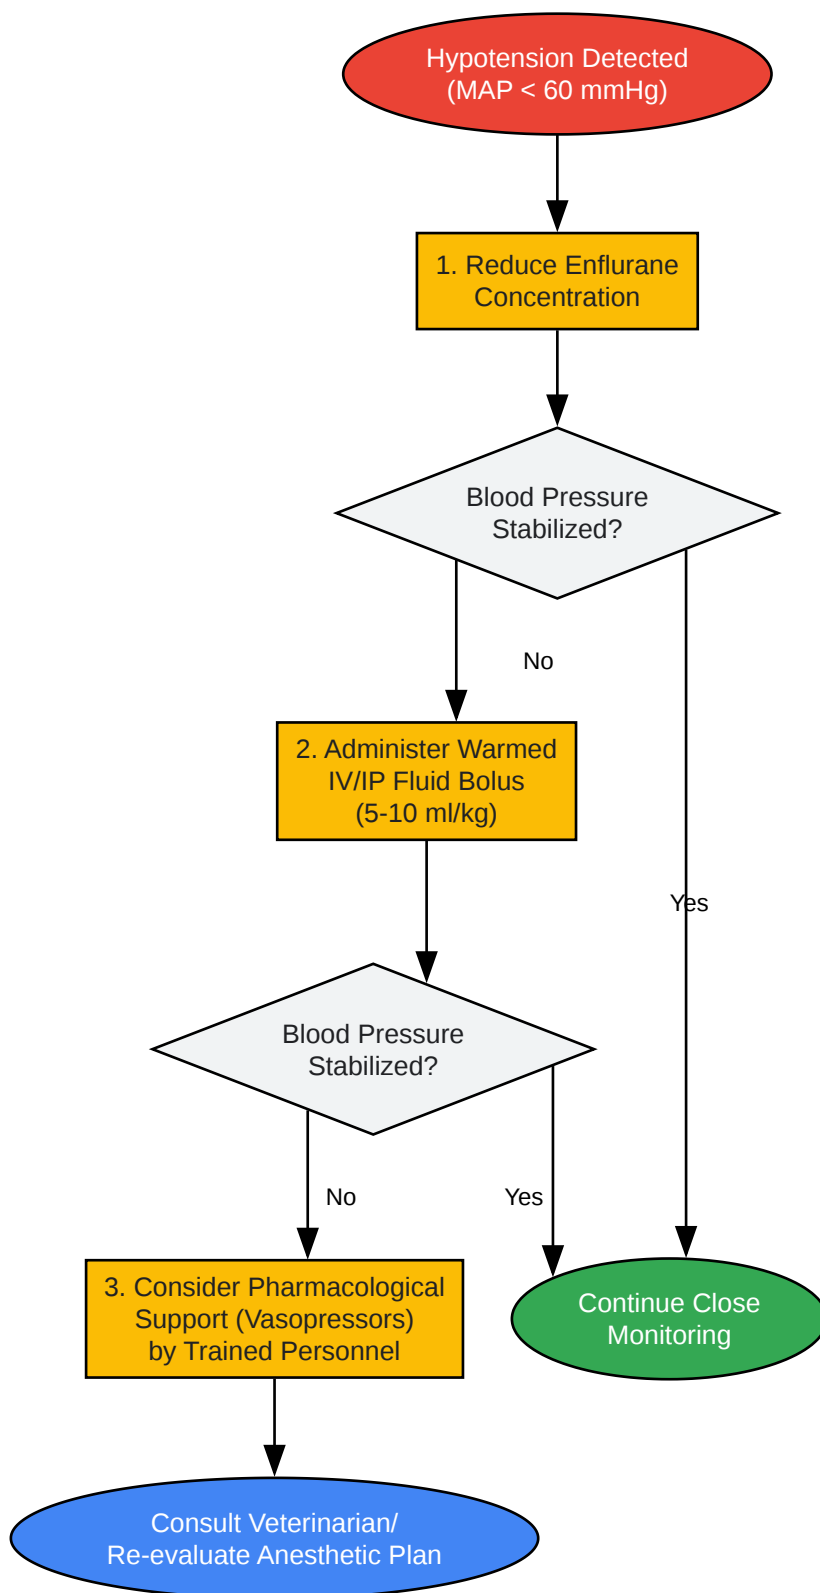 Hypotension Detected
(MAP < 60 mmHg)
1. Reduce Enflurane
Concentration
Blood Pressure
Stabilized?
No
2. Administer Warmed
IV/IP Fluid Bolus
(5-10 ml/kg)
Yes
Blood Pressure
Stabilized?
No
Yes
3. Consider Pharmacological
Support (Vasopressors)
by Trained Personnel
Continue Close
Monitoring
Consult Veterinarian/
Re-evaluate Anesthetic Plan